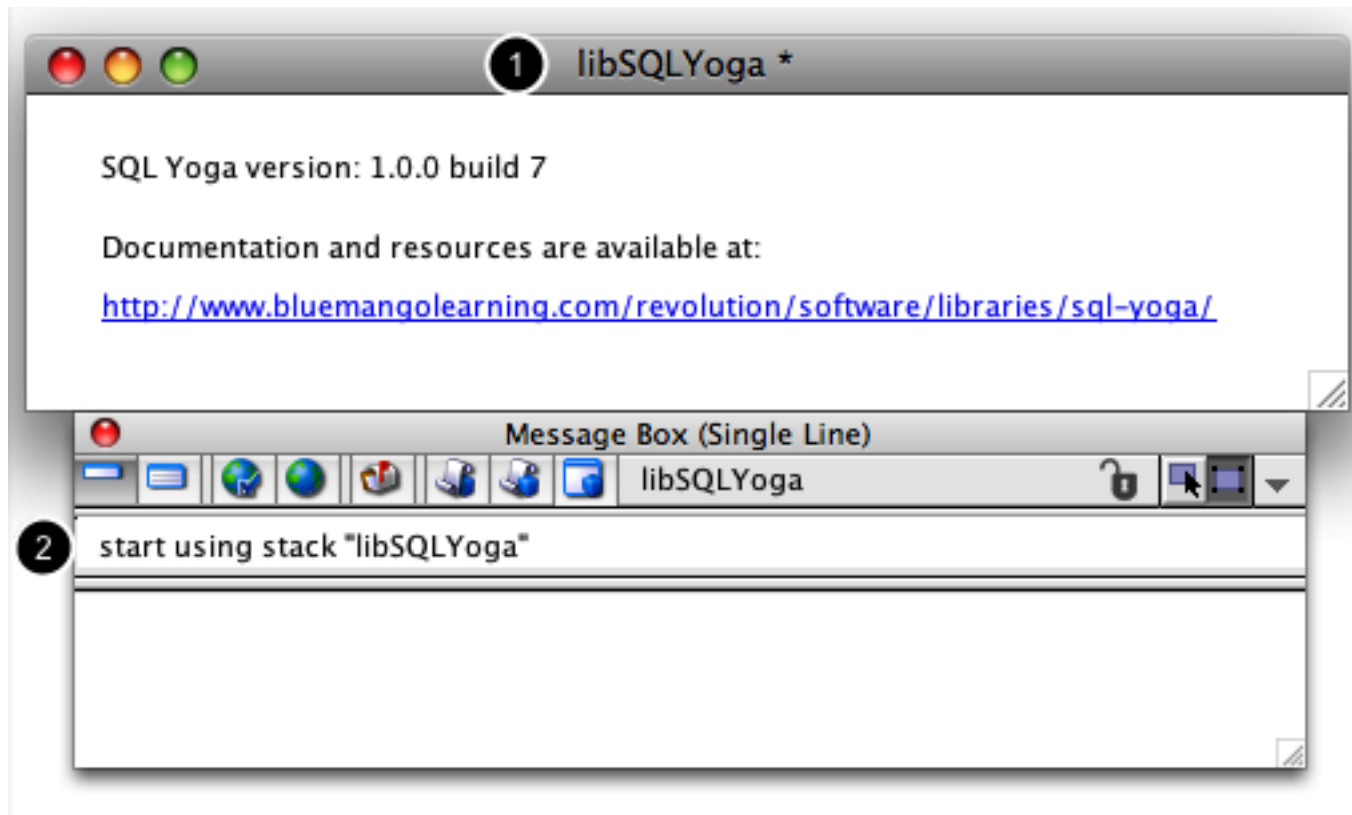 1 libSQLYoga *
SQL Yoga version: 1.0.0 build 7
Documentation and resources are available at:
http://www.bluemangolearning.com/revolution/software/libraries/sql-yoga/
Message Box (Single Line)
libSQLYoga
2 start using stack "libSQLYoga"